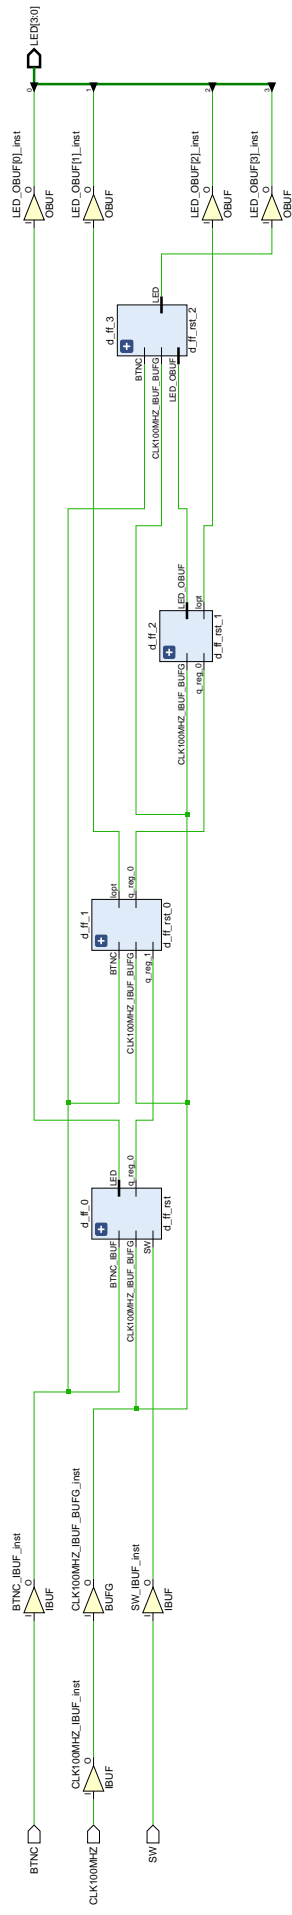 BTNC
CLK100MHZ
SW
CLK100MHZ_IBUF_inst
I
O
IBUF
BTNC_IBUF_inst
I
O
IBUF
CLK100MHZ_IBUF_BUFG_inst
I
O
BUFG
SW_IBUF_inst
I
O
IBUF
d_ff_0
BTNC_IBUF
CLK100MHZ_IBUF_BUFG
SW
LED
q_reg_0
d_ff_rst
d_ff_1
BTNC
CLK100MHZ_IBUF_BUFG
q_reg_1
lopt
q_reg_0
d_ff_rst_0
d_ff_2
CLK100MHZ_IBUF_BUFG
q_reg_0
LED_OBUF
lopt
d_ff_rst_1
d_ff_3
BTNC
CLK100MHZ_IBUF_BUFG
LED_OBUF
LED
d_ff_rst_2
LED_OBUF[0]_inst
I
O
OBUF
LED_OBUF[1]_inst
I
O
OBUF
LED_OBUF[2]_inst
I
O
OBUF
LED_OBUF[3]_inst
I
O
OBUF
0
1
2
3
LED[3:0]